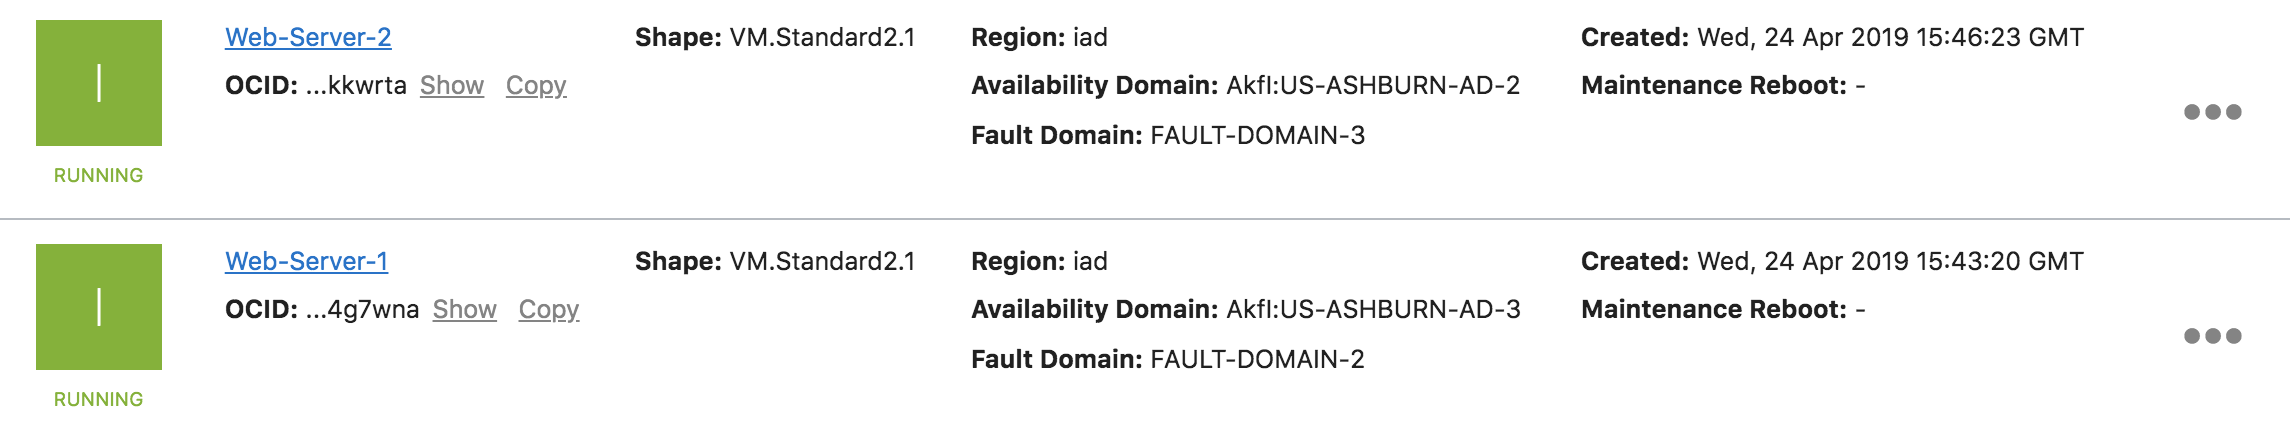 I
Web-Server-2 Shape: VM.Standard2.1 Region: iad Created: Wed, 24 Apr 2019 15:46:23 GMT
OCID: ...kkwrta Show Copy Availability Domain: AkfI:US-ASHBURN-AD-2 Maintenance Reboot: -
Fault Domain: FAULT-DOMAIN-3
RUNNING
I
Web-Server-1 Shape: VM.Standard2.1 Region: iad Created: Wed, 24 Apr 2019 15:43:20 GMT
OCID: ...4g7wna Show Copy Availability Domain: AkfI:US-ASHBURN-AD-3 Maintenance Reboot: -
Fault Domain: FAULT-DOMAIN-2
RUNNING